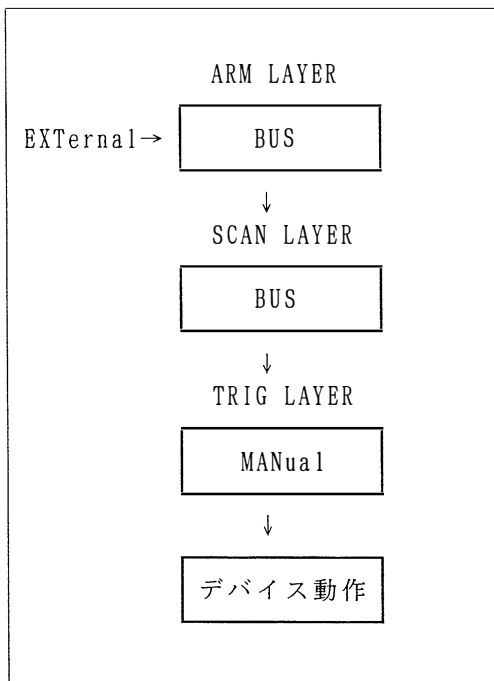 ARM LAYER
EXTernal→ BUS
↓
SCAN LAYER
BUS
↓
TRIG LAYER
MANual
↓
デバイス動作